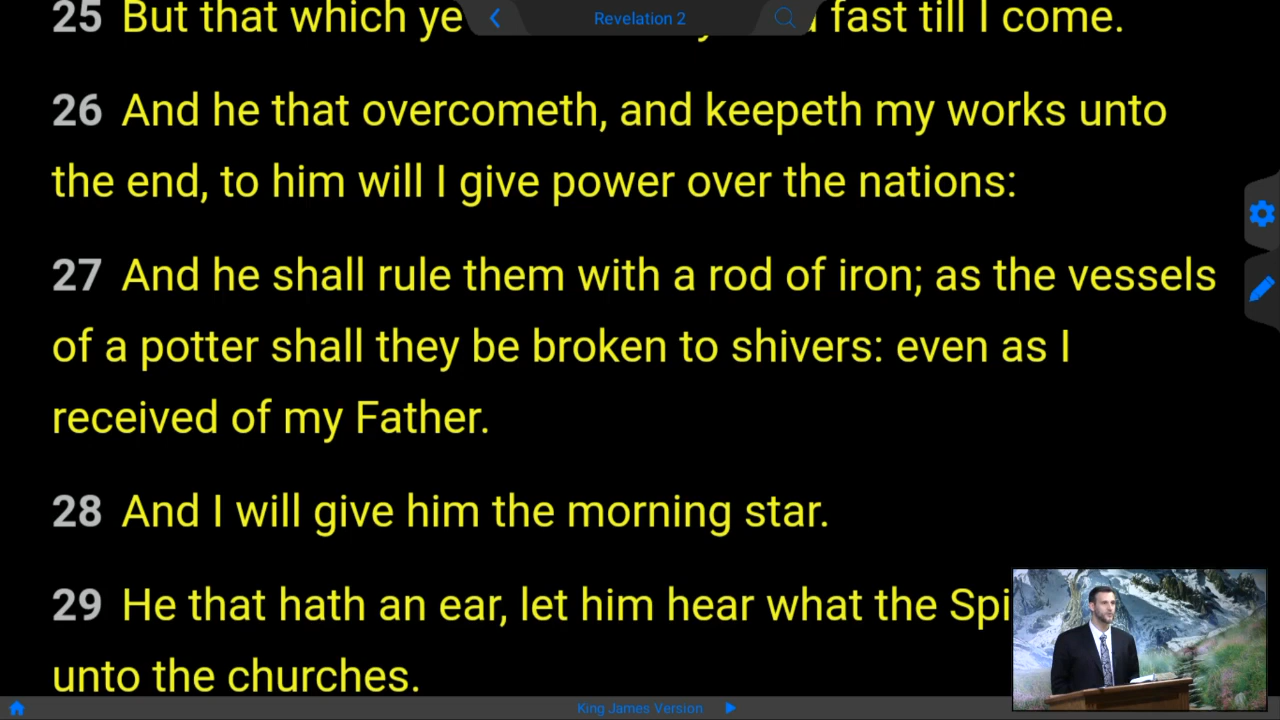 25 But that which ye fast till I come.
Revelation 2
26 And he that overcometh, and keepeth my works unto
the end, to him will I give power over the nations:
27 And he shall rule them with a rod of iron; as the vessels
of a potter shall they be broken to shivers: even as I
received of my Father.
28 And I will give him the morning star.
29 He that hath an ear, let him hear what the Spi
unto the churches.
King James Version